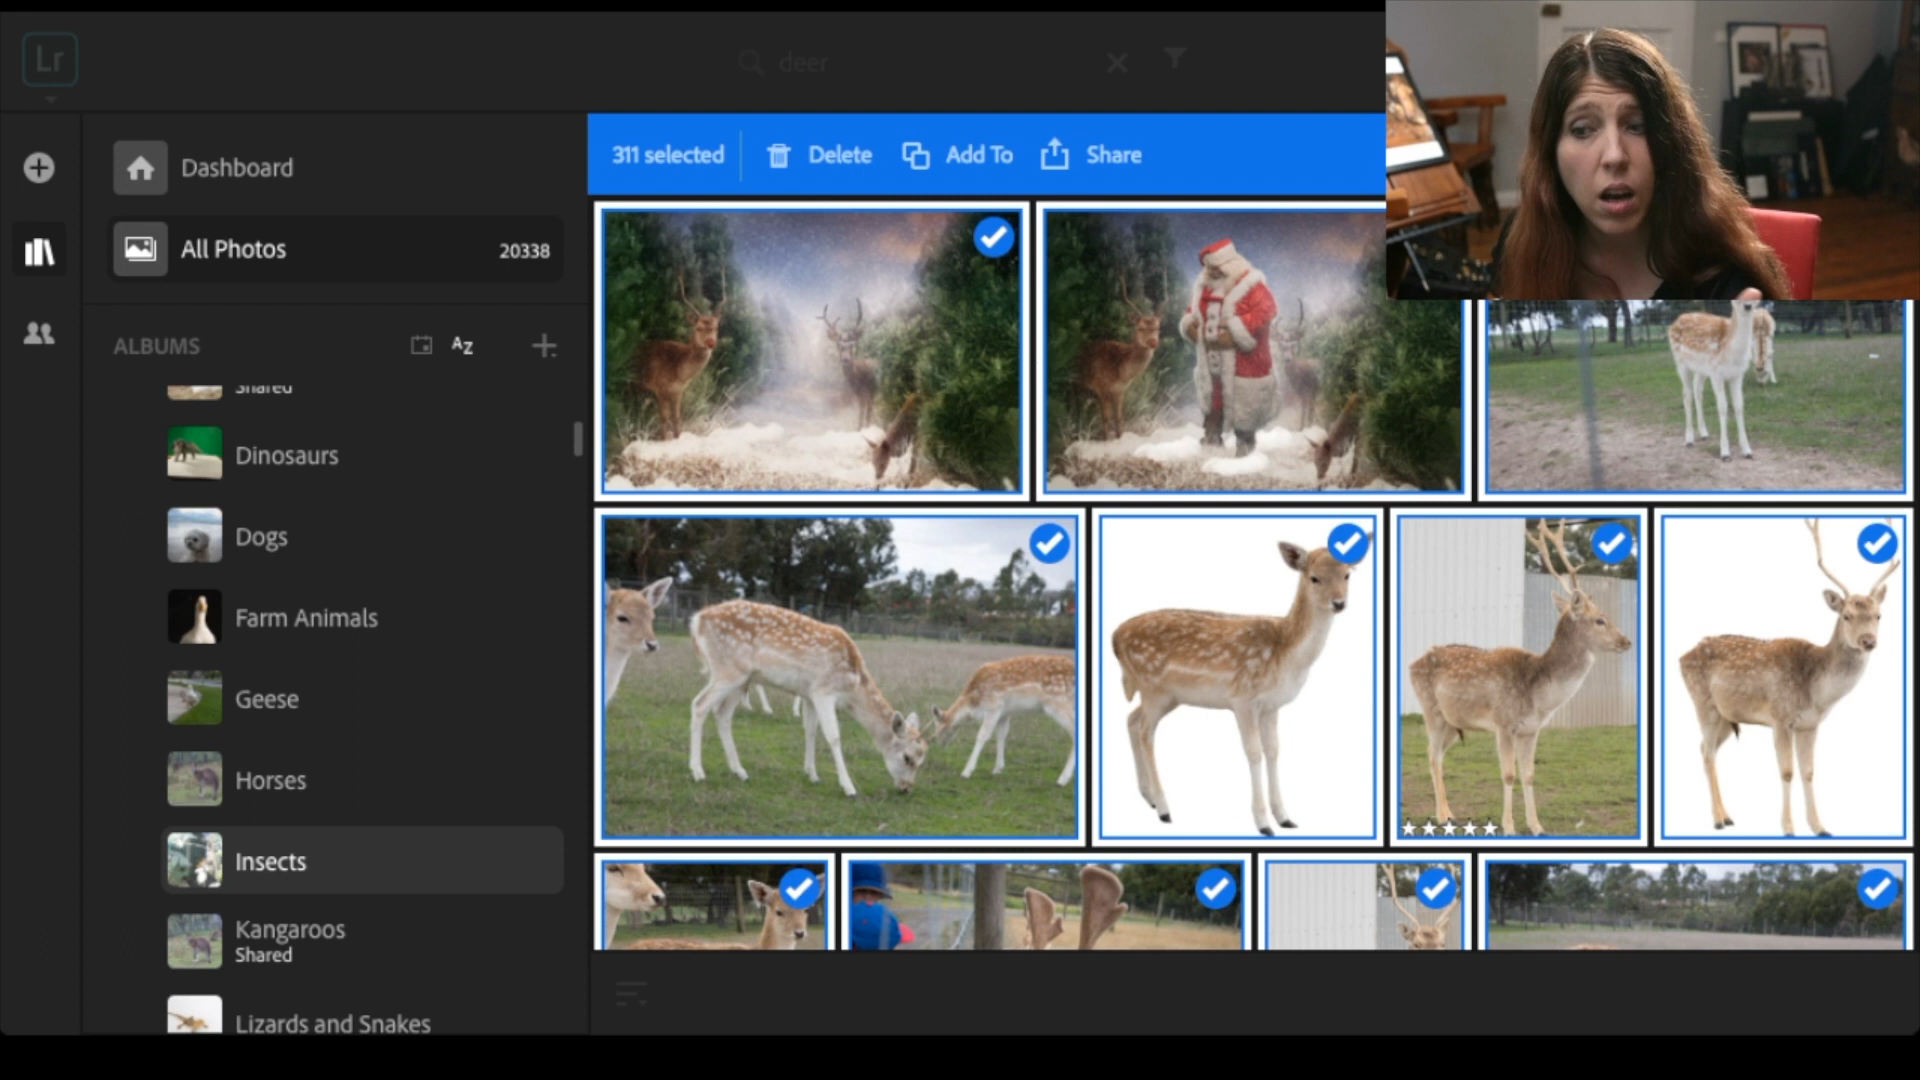 Lr
deer
311 selected
Delete
Add To
Share
Dashboard
All Photos
20338
ALBUMS
AZ
Shared
Dinosaurs
Dogs
Farm Animals
Geese
Horses
Insects
Kangaroos
Shared
Lizards and Snakes